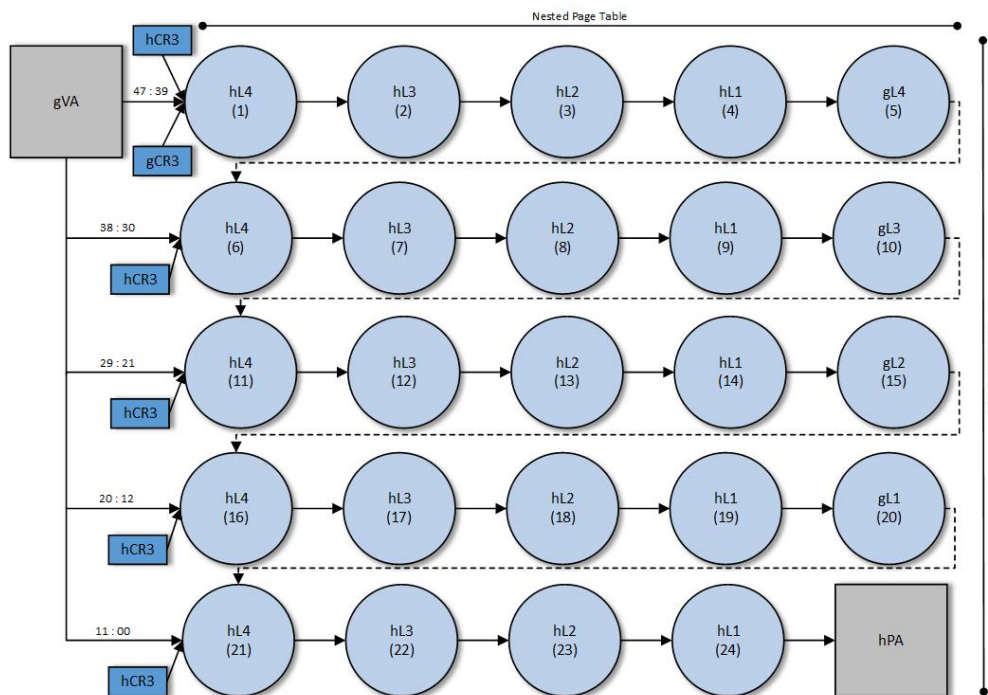 Nested Page Table
hCR3
gVA
47 : 39
hL4
(1)
hL3
(2)
hL2
(3)
hL1
(4)
gL4
(5)
gCR3
38 : 30
hL4
(6)
hL3
(7)
hL2
(8)
hL1
(9)
gL3
(10)
hCR3
29 : 21
hL4
(11)
hL3
(12)
hL2
(13)
hL1
(14)
gL2
(15)
hCR3
20 : 12
hL4
(16)
hL3
(17)
hL2
(18)
hL1
(19)
gL1
(20)
hCR3
11 : 00
hL4
(21)
hL3
(22)
hL2
(23)
hL1
(24)
hPA
hCR3